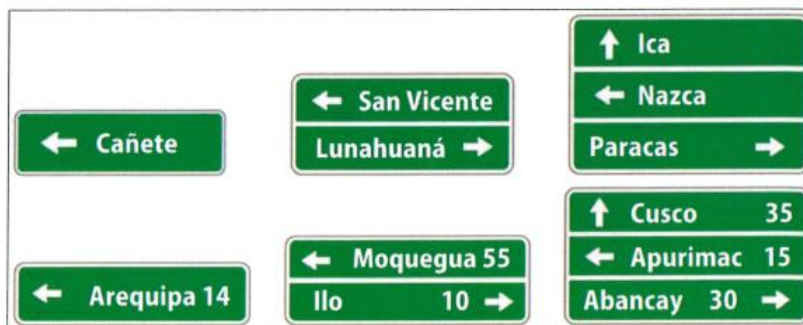 ← Cañete
← San Vicente
Lunahuaná →
↑ Ica
← Nazca
Paracas →
← Arequipa 14
← Moquegua 55
Ilo 10 →
↑ Cusco 35
← Apurimac 15
Abancay 30 →